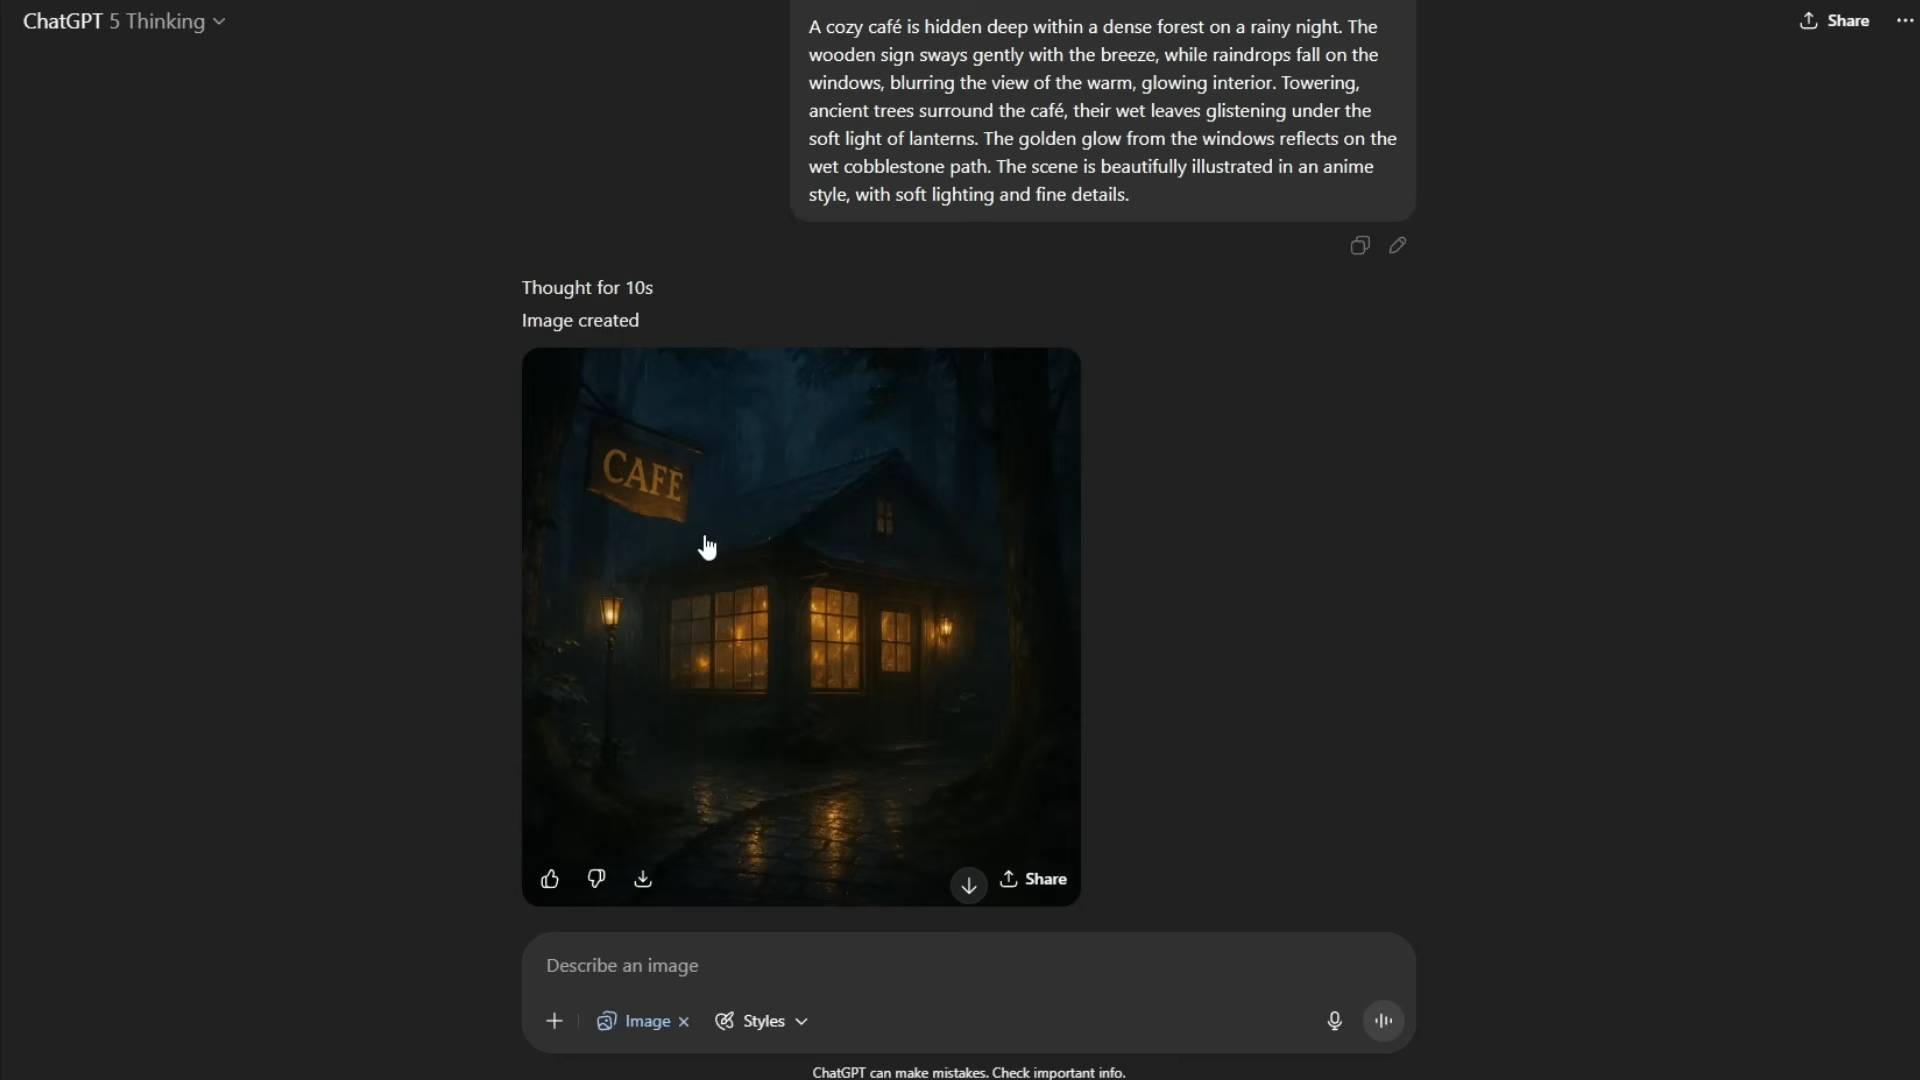 ChatGPT 5 Thinking
Share
A cozy café is hidden deep within a dense forest on a rainy night. The
wooden sign sways gently with the breeze, while raindrops fall on the
windows, blurring the view of the warm, glowing interior. Towering,
ancient trees surround the café, their wet leaves glistening under the
soft light of lanterns. The golden glow from the windows reflects on the
wet cobblestone path. The scene is beautifully illustrated in an anime
style, with soft lighting and fine details.
Thought for 10s
Image created
CAFE
Share
Describe an image
Image
Styles
ChatGPT can make mistakes. Check important info.